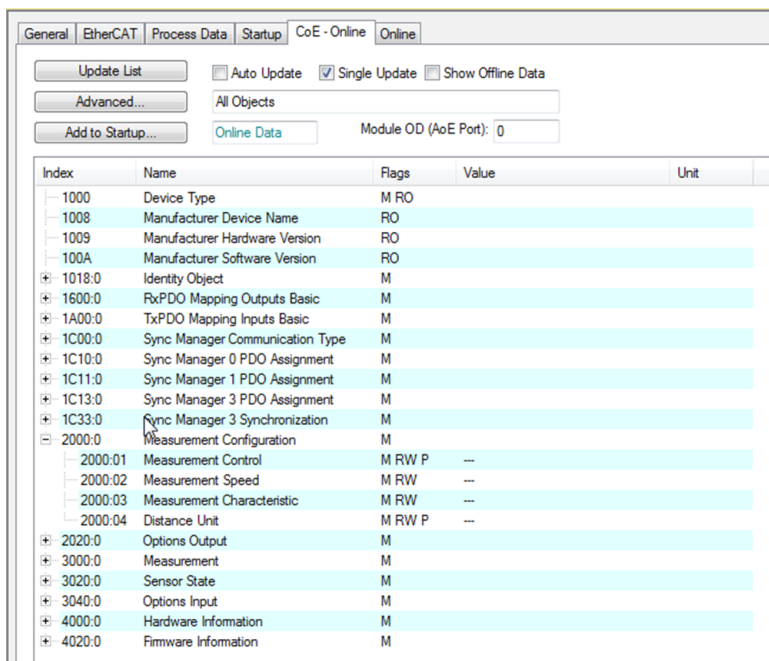 General EtherCAT Process Data Startup CoE - Online Online
Update List Auto Update Single Update Show Offline Data
Advanced... All Objects
Add to Startup... Online Data Module OD (AoE Port): 0
Index Name Flags Value Unit
1000 Device Type M RO
1008 Manufacturer Device Name RO
1009 Manufacturer Hardware Version RO
100A Manufacturer Software Version RO
1018:0 Identity Object M
1600:0 RxPDO Mapping Outputs Basic M
1A00:0 TxPDO Mapping Inputs Basic M
1C00:0 Sync Manager Communication Type M
1C10:0 Sync Manager 0 PDO Assignment M
1C11:0 Sync Manager 1 PDO Assignment M
1C13:0 Sync Manager 3 PDO Assignment M
1C33:0 Sync Manager 3 Synchronization M
2000:0 Measurement Configuration M
2000:01 Measurement Control M RW P ---
2000:02 Measurement Speed M RW ---
2000:03 Measurement Characteristic M RW ---
2000:04 Distance Unit M RW P ---
2020:0 Options Output M
3000:0 Measurement M
3020:0 Sensor State M
3040:0 Options Input M
4000:0 Hardware Information M
4020:0 Firmware Information M